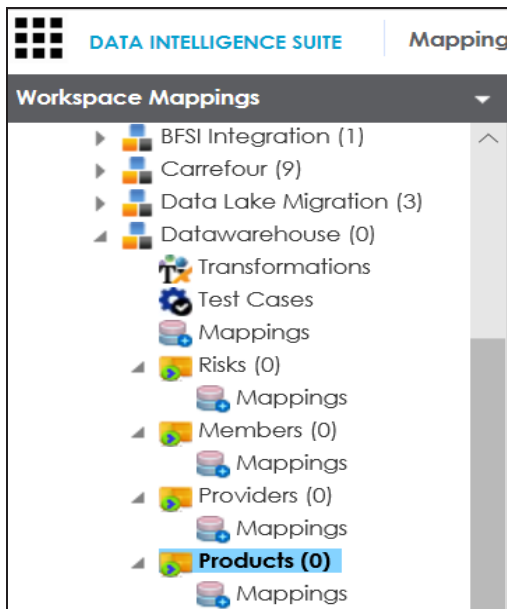 DATA INTELLIGENCE SUITE Mapping
Workspace Mappings
BFSI Integration (1)
Carrefour (9)
Data Lake Migration (3)
Datawarehouse (0)
Transformations
Test Cases
Mappings
Risks (0)
Mappings
Members (0)
Mappings
Providers (0)
Mappings
Products (0)
Mappings